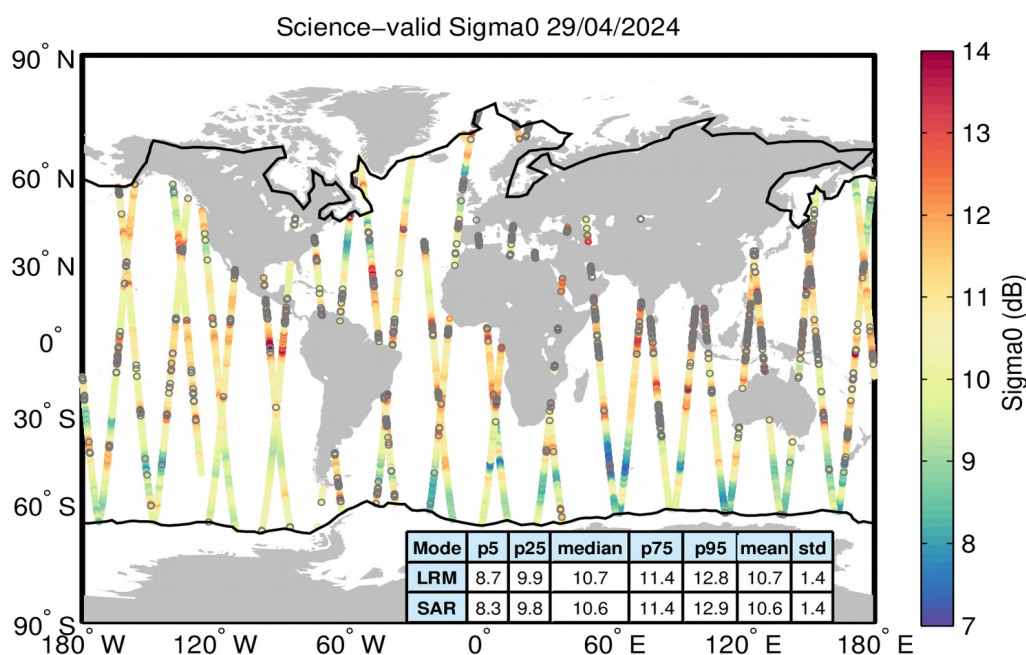 Science−valid Sigma0 29/04/2024
90° N
60° N
30° N
0°
30° S
60° S
90° S
180° W
120° W
60° W
0°
60° E
120° E
180° E
14
13
12
11
10
9
8
7
Sigma0 (dB)
Mode p5 p25 median p75 p95 mean std
LRM 8.7 9.9 10.7 11.4 12.8 10.7 1.4
SAR 8.3 9.8 10.6 11.4 12.9 10.6 1.4